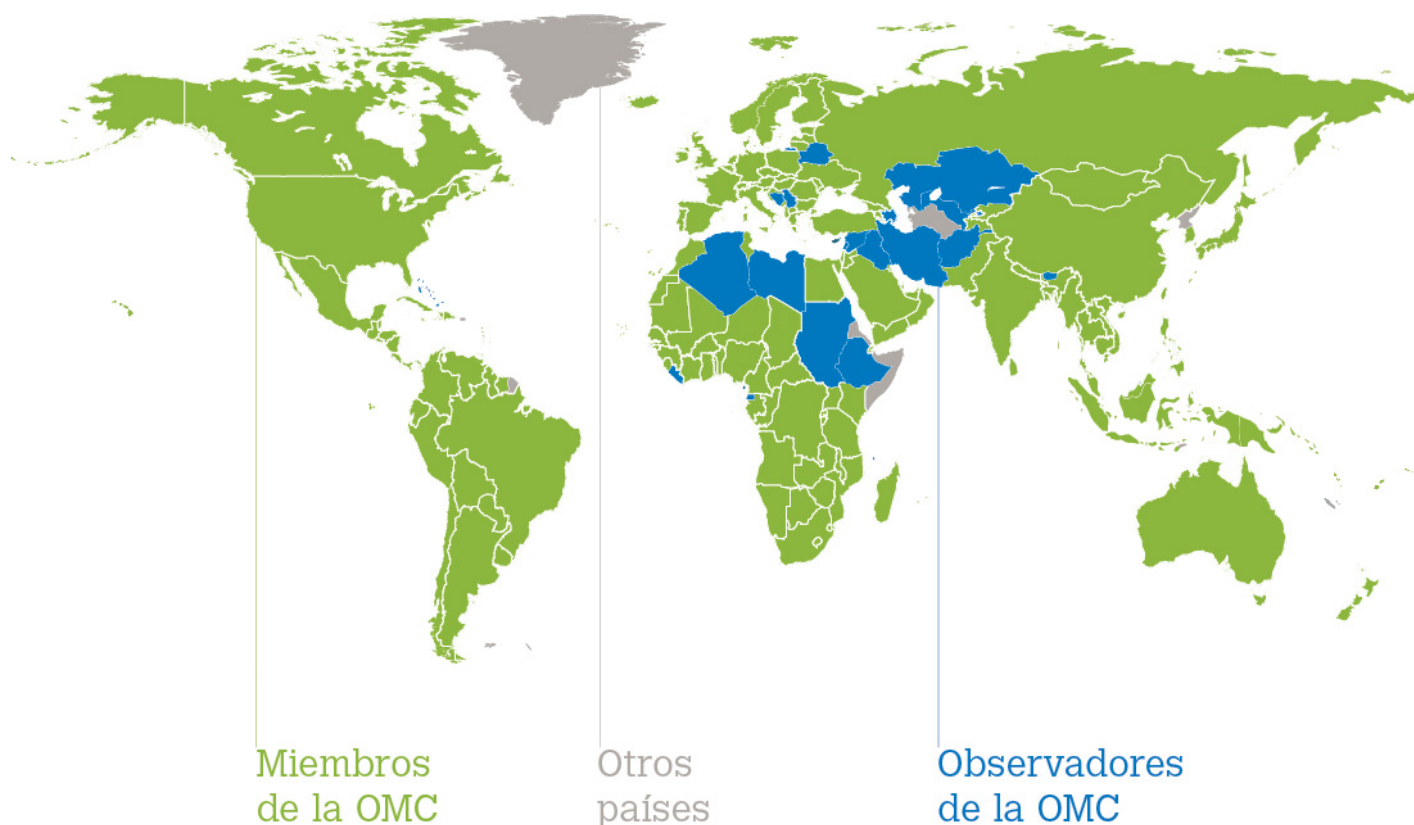 Miembros
de la OMC
Otros
países
Observadores
de la OMC